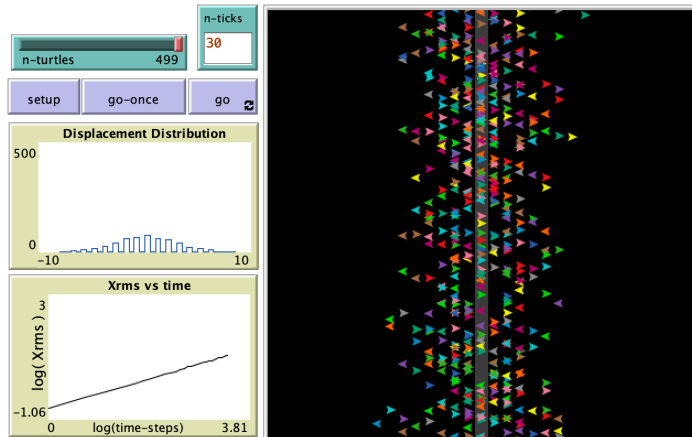 n-ticks
30
n-turtles 499
setup
go-once
go
Displacement Distribution
500
0
-10 10
Xrms vs time
3
log( Xrms )
-1.06
0 log(time-steps) 3.81